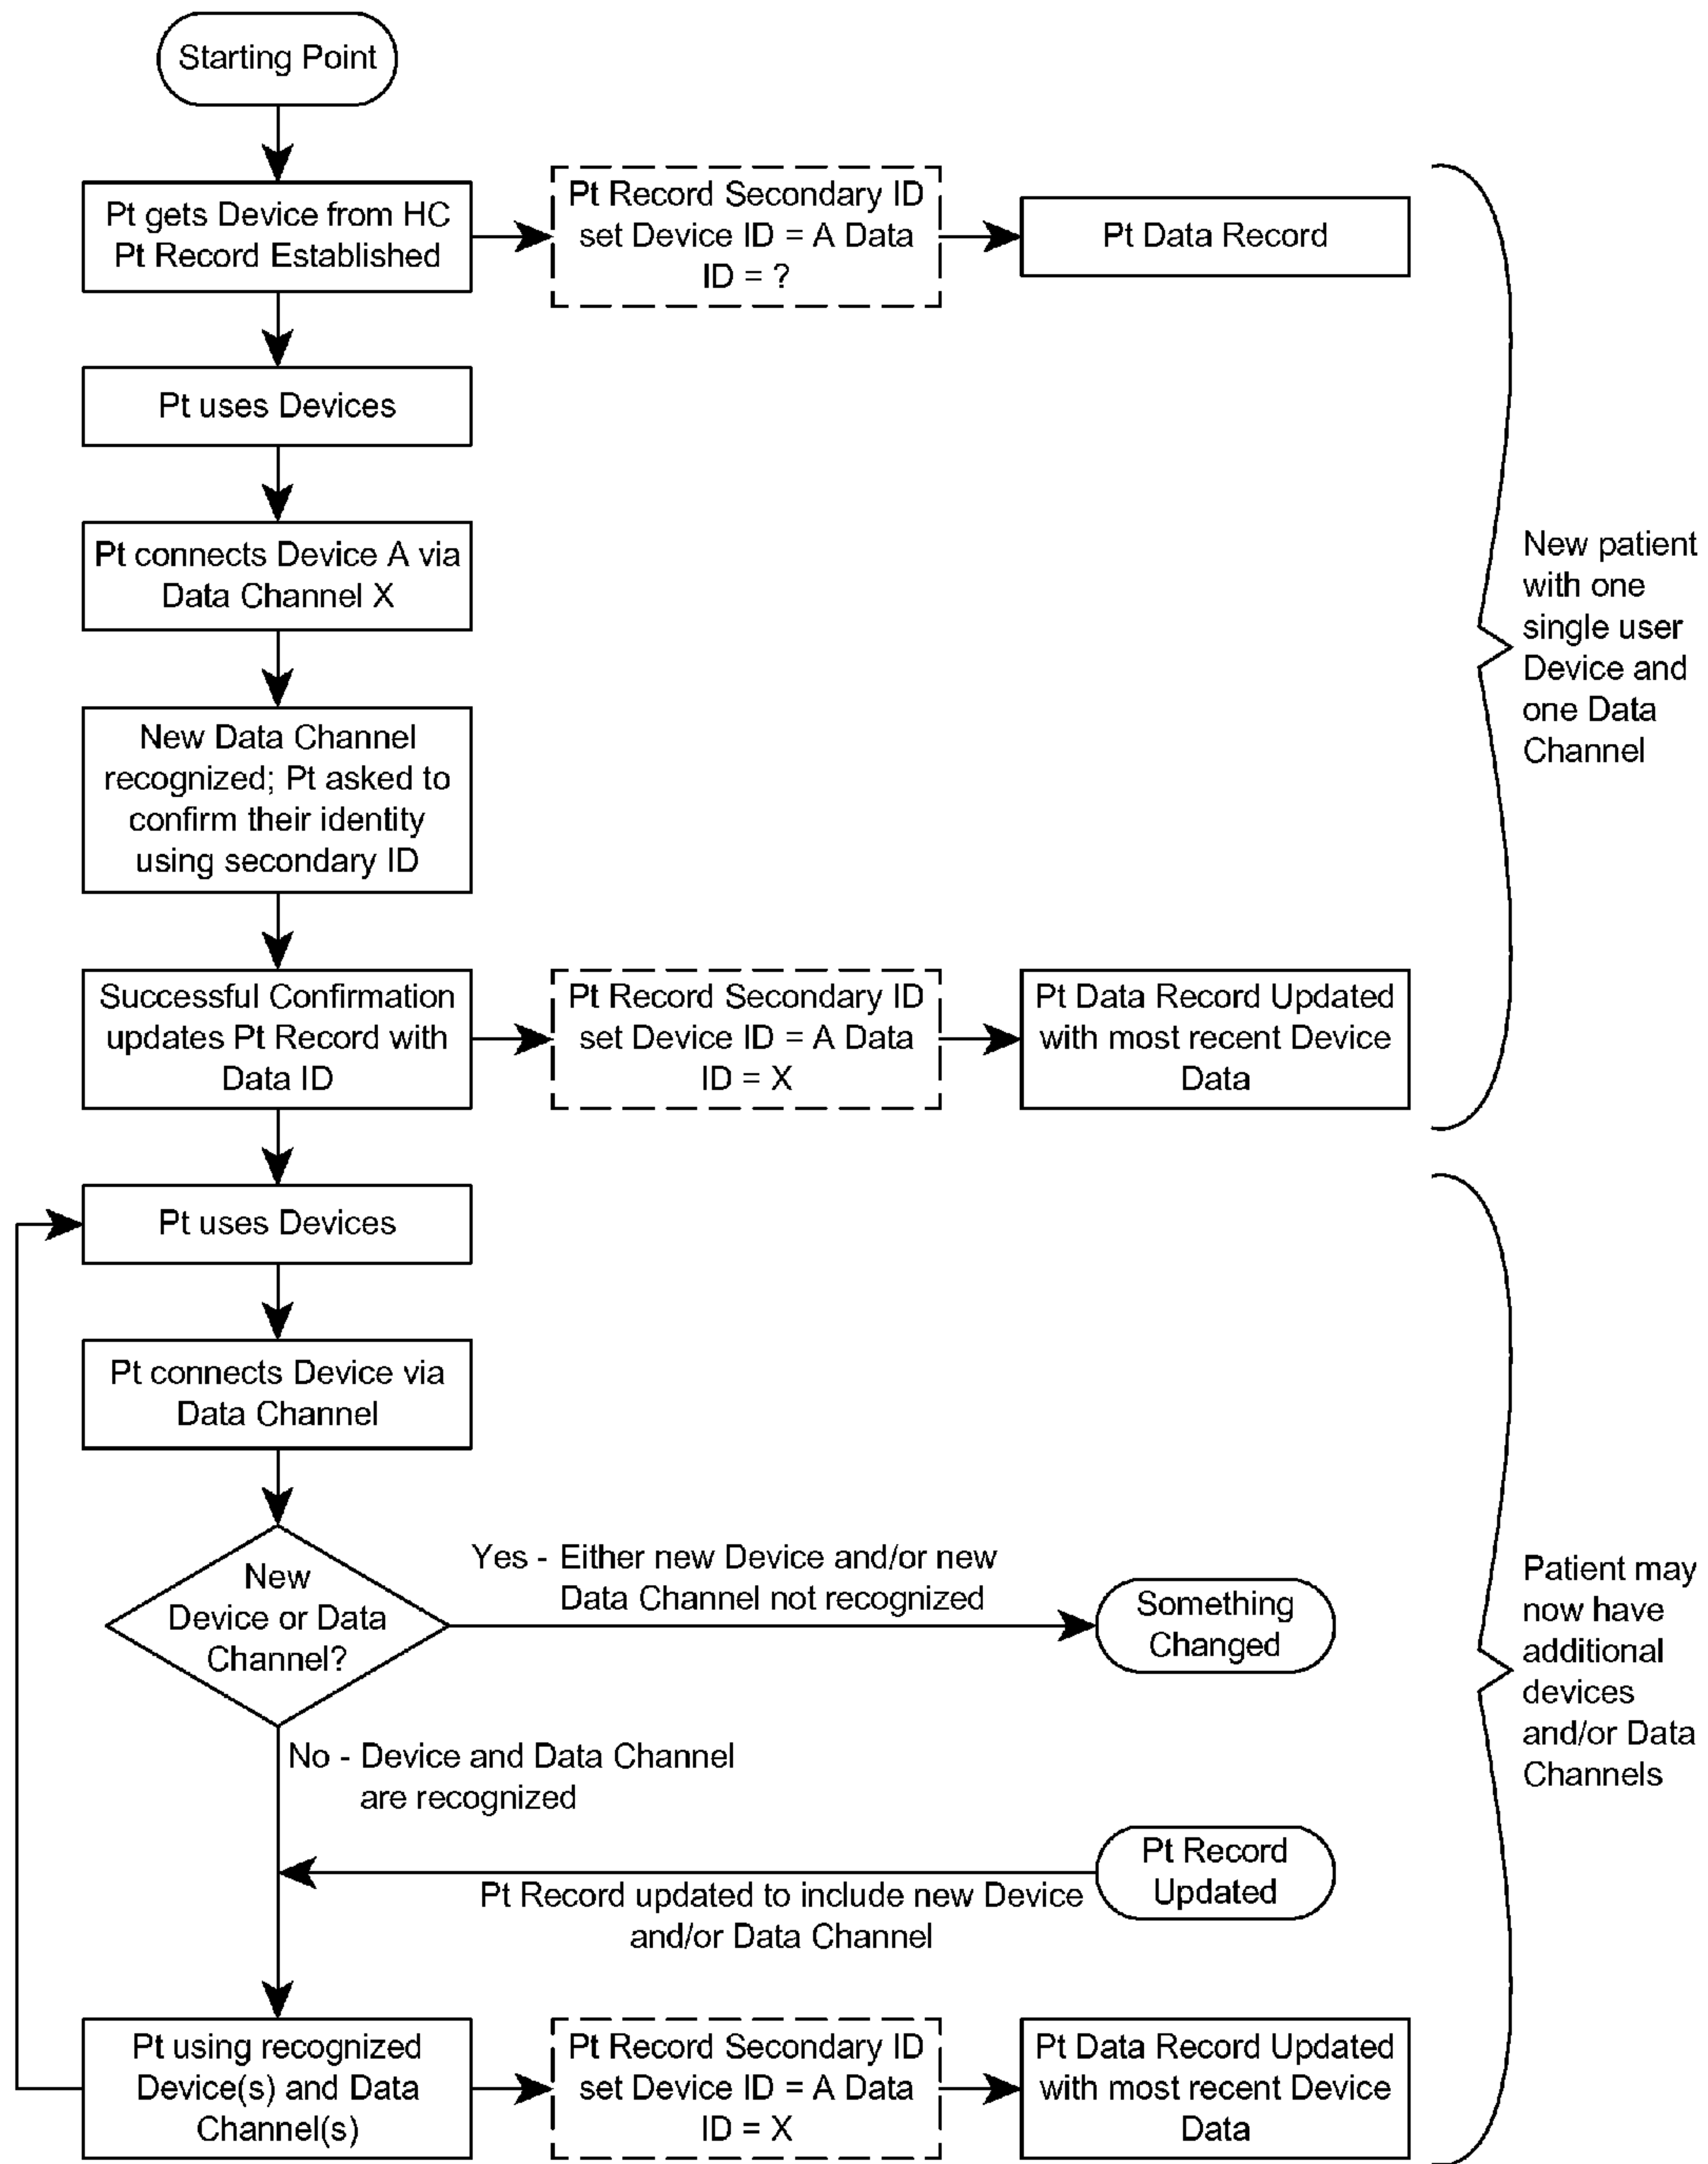 Starting Point
Pt gets Device from HC
Pt Record Established
Pt Record Secondary ID
set Device ID = A Data
ID = ?
Pt Data Record
Pt uses Devices
Pt connects Device A via
Data Channel X
New Data Channel
recognized; Pt asked to
confirm their identity
using secondary ID
New patient
with one
single user
Device and
one Data
Channel
Successful Confirmation
updates Pt Record with
Data ID
Pt Record Secondary ID
set Device ID = A Data
ID = X
Pt Data Record Updated
with most recent Device
Data
Pt uses Devices
Pt connects Device via
Data Channel
New
Device or Data
Channel?
Yes - Either new Device and/or new
Data Channel not recognized
Something
Changed
Patient may
now have
additional
devices
and/or Data
Channels
No - Device and Data Channel
are recognized
Pt Record
Updated
Pt Record updated to include new Device
and/or Data Channel
Pt using recognized
Device(s) and Data
Channel(s)
Pt Record Secondary ID
set Device ID = A Data
ID = X
Pt Data Record Updated
with most recent Device
Data